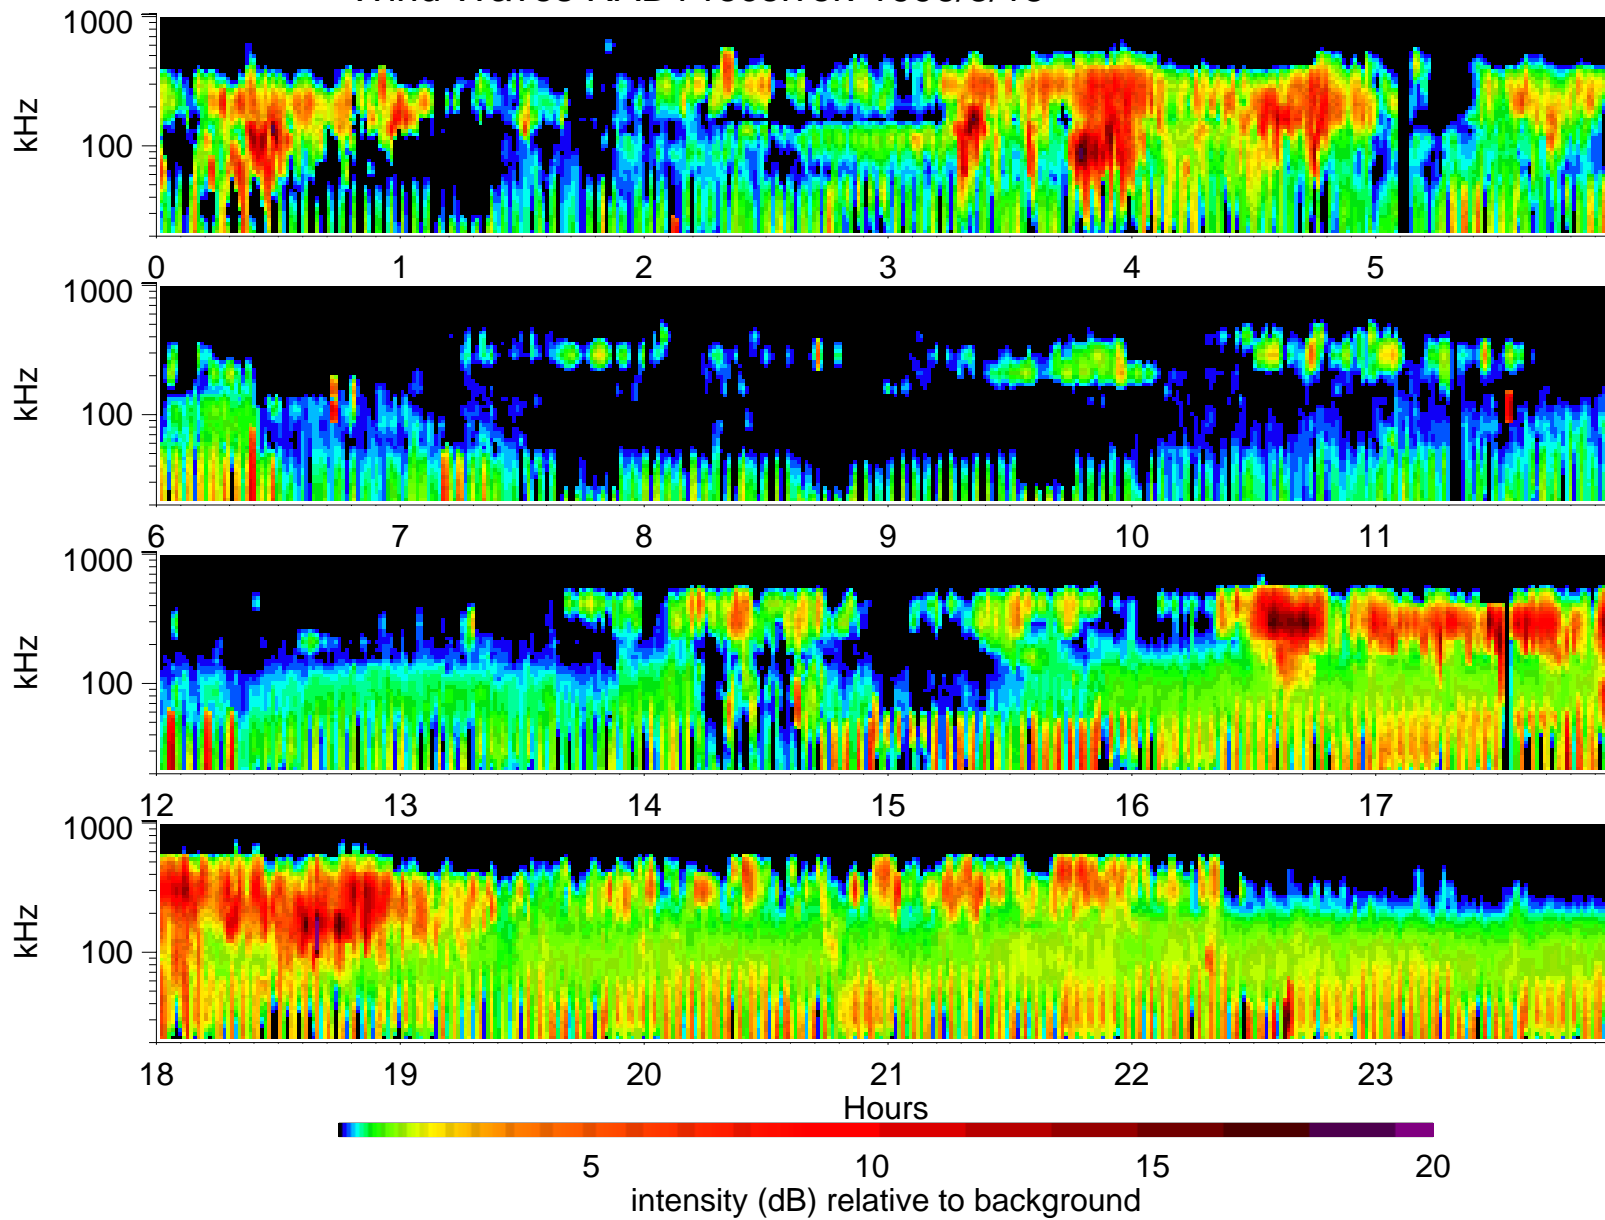 kHz 1000 100
0 1 2 3 4 5
kHz 1000 100
6 7 8 9 10 11
kHz 1000 100
12 13 14 15 16 17
kHz 1000 100
18 19 20 21 22 23
Hours
5 10 15 20
intensity (dB) relative to background